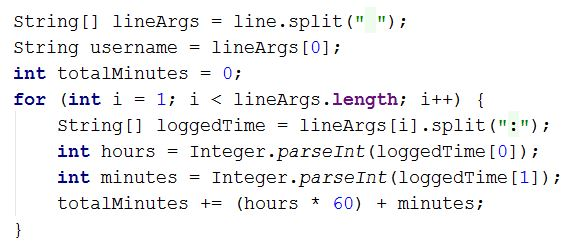 String[] lineArgs = line.split(" ");
String username = lineArgs[0];
int totalMinutes = 0;
for (int i = 1; i < lineArgs.length; i++) {
    String[] loggedTime = lineArgs[i].split(":");
    int hours = Integer.parseInt(loggedTime[0]);
    int minutes = Integer.parseInt(loggedTime[1]);
    totalMinutes += (hours * 60) + minutes;
}